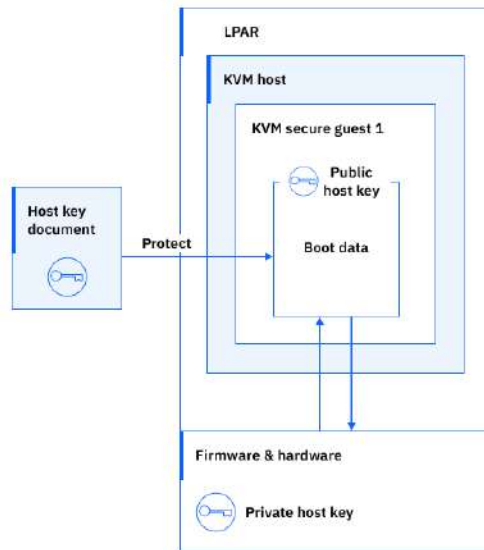 LPAR
KVM host
KVM secure guest 1
Public
host key
Host key
document
Protect
Boot data
Firmware & hardware
Private host key